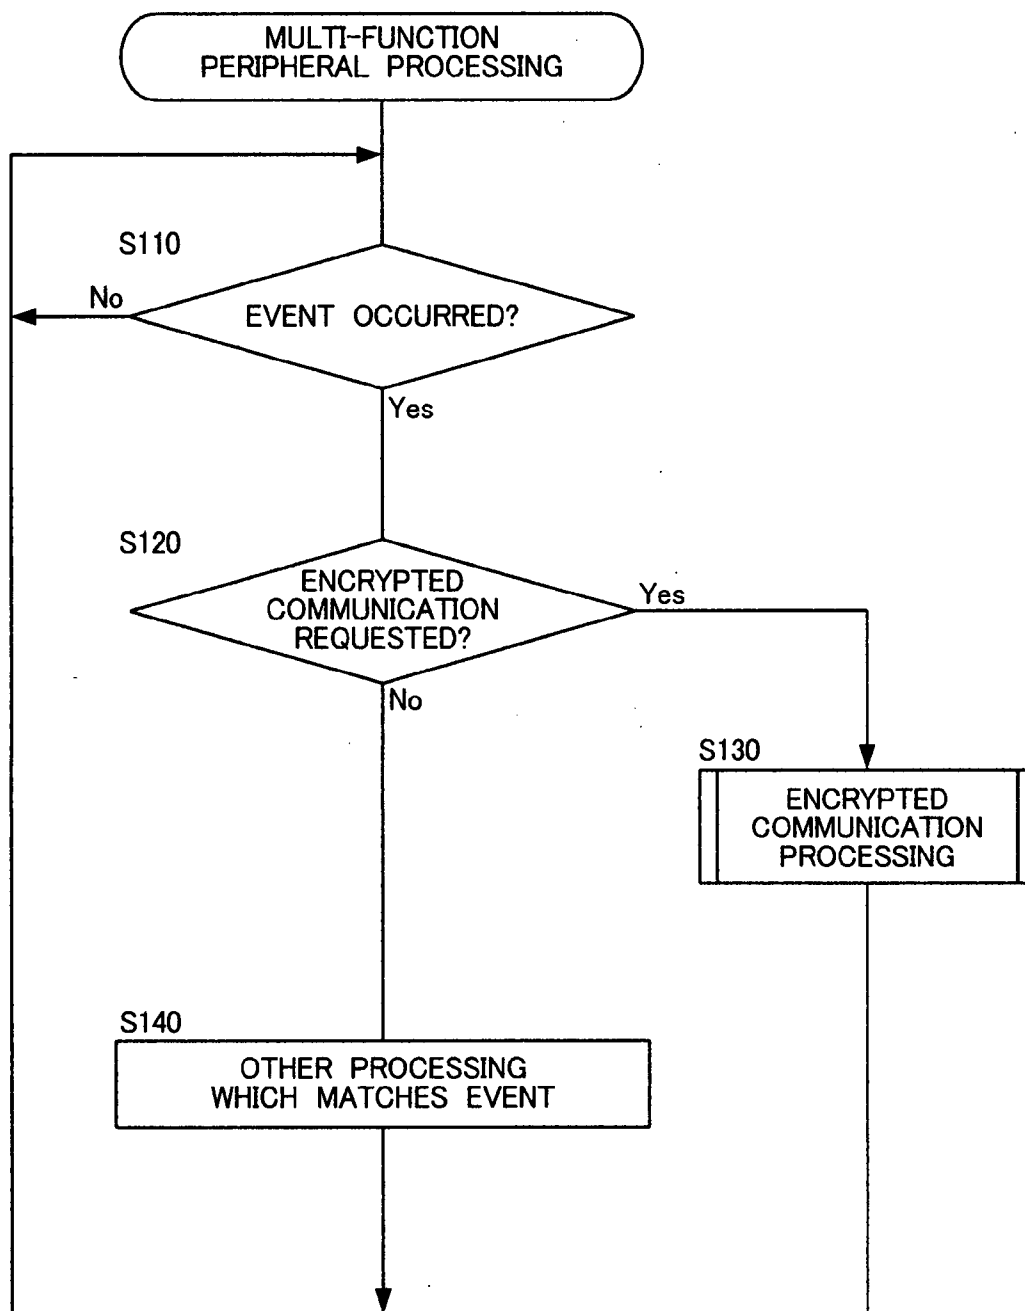 MULTI-FUNCTION
PERIPHERAL PROCESSING
S110
No
EVENT OCCURRED?
Yes
S120
ENCRYPTED
COMMUNICATION
REQUESTED?
Yes
No
S130
ENCRYPTED
COMMUNICATION
PROCESSING
S140
OTHER PROCESSING
WHICH MATCHES EVENT